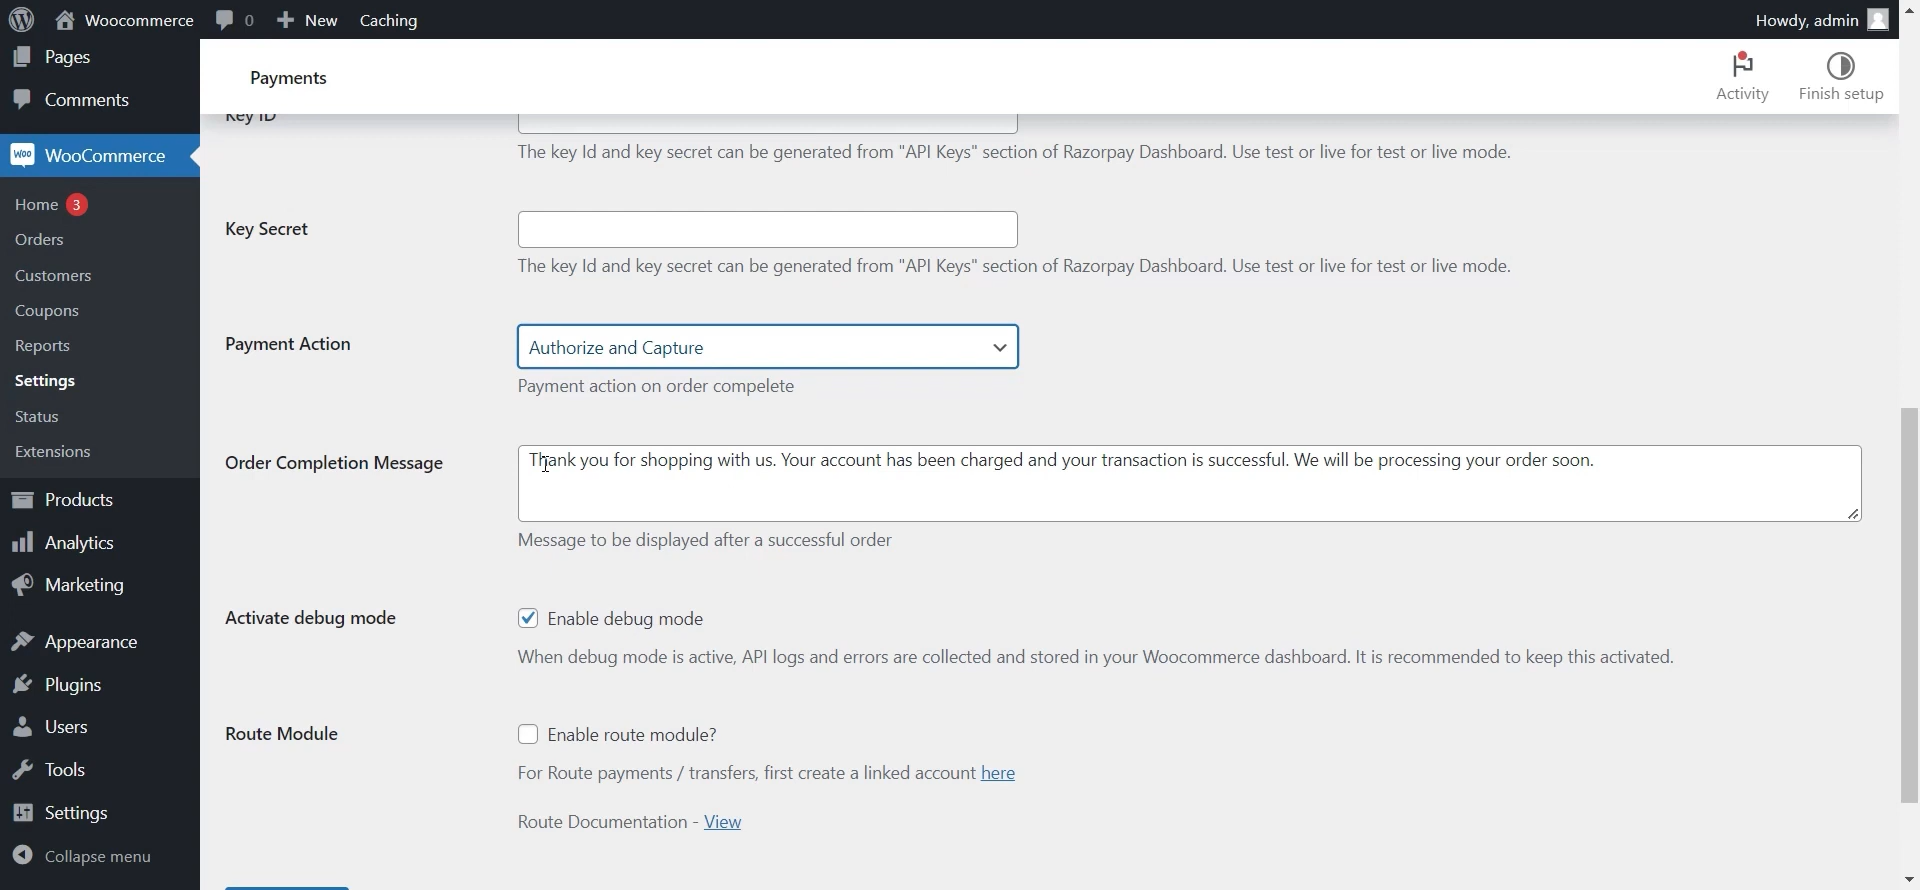 Woocommerce 0 New Caching Howdy, admin
Pages
Comments
WOO WooCommerce
Home 3
Orders
Customers
Coupons
Reports
Settings
Status
Extensions
Products
Analytics
Marketing
Appearance
Plugins
Users
Tools
Settings
Collapse menu
Payments
Activity
Finish setup
Key ID
The key Id and key secret can be generated from "API Keys" section of Razorpay Dashboard. Use test or live for test or live mode.
Key Secret
The key Id and key secret can be generated from "API Keys" section of Razorpay Dashboard. Use test or live for test or live mode.
Payment Action
Authorize and Capture
Payment action on order compelete
Order Completion Message
Thank you for shopping with us. Your account has been charged and your transaction is successful. We will be processing your order soon.
Message to be displayed after a successful order
Activate debug mode
Enable debug mode
When debug mode is active, API logs and errors are collected and stored in your Woocommerce dashboard. It is recommended to keep this activated.
Route Module
Enable route module?
For Route payments / transfers, first create a linked account here
Route Documentation - View